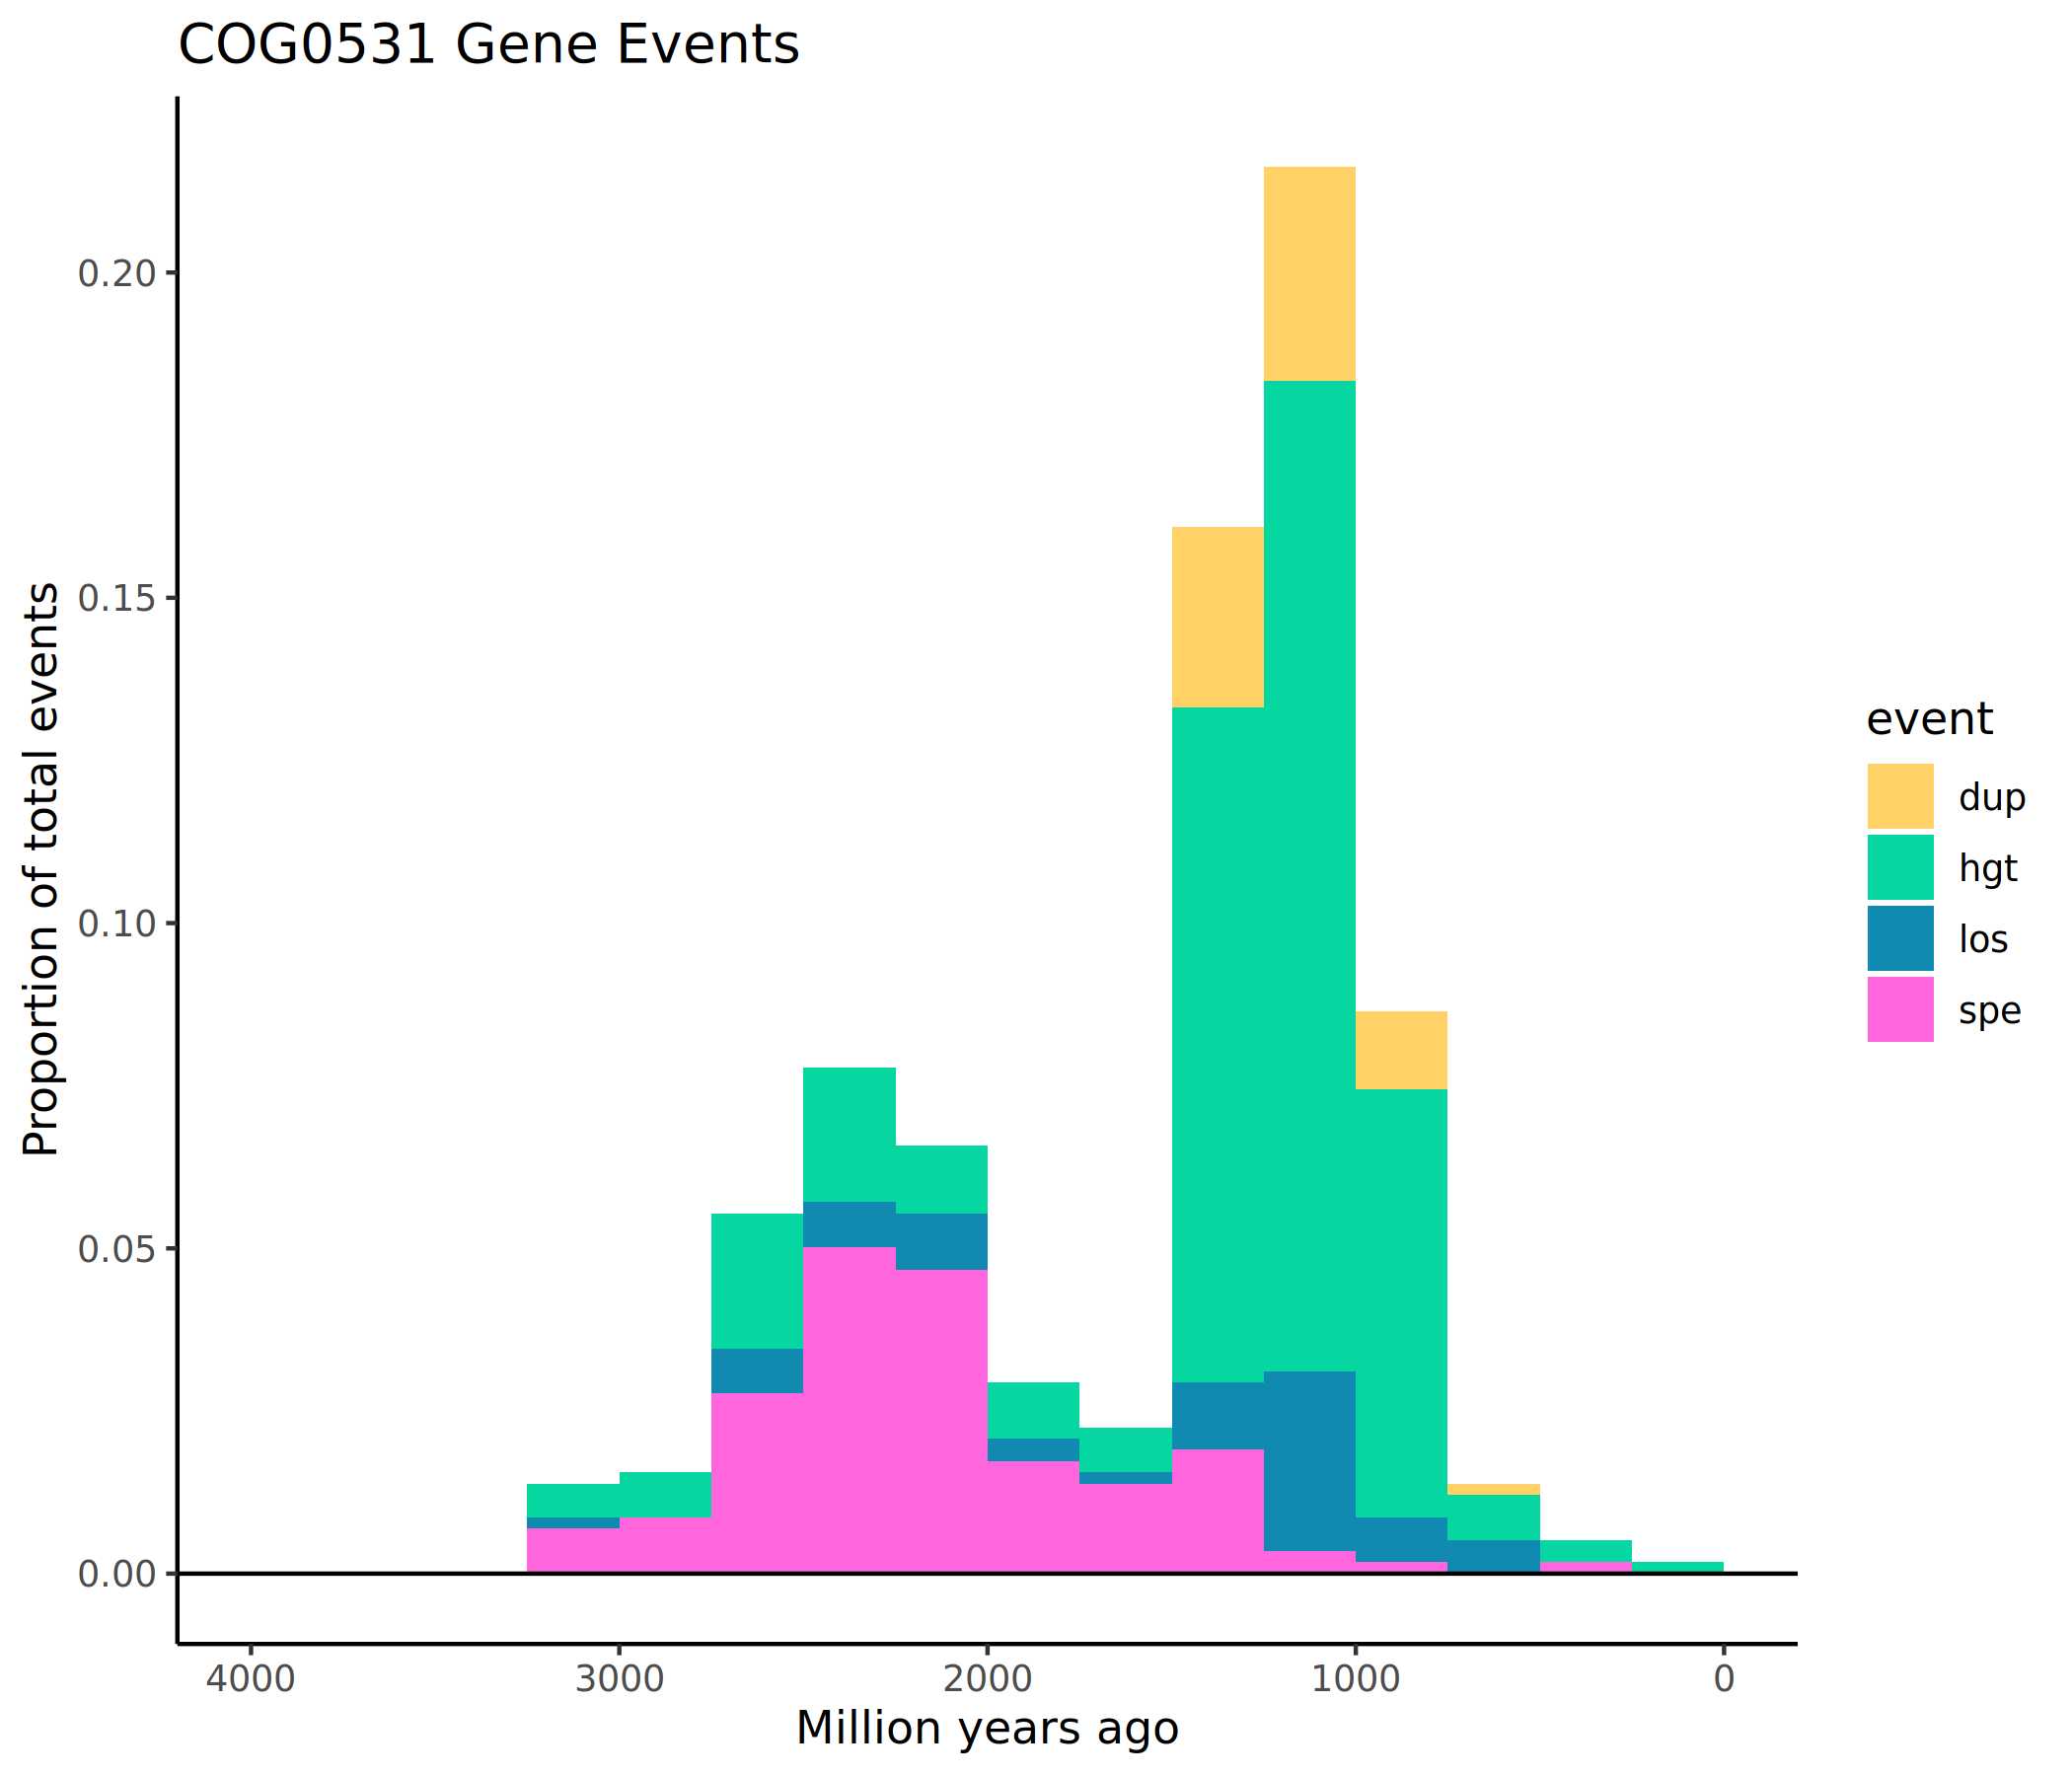 COG0531 Gene Events
Proportion of total events
0.20
0.15
0.10
0.05
0.00
4000 3000 2000 1000 0
Million years ago
event
dup
hgt
los
spe